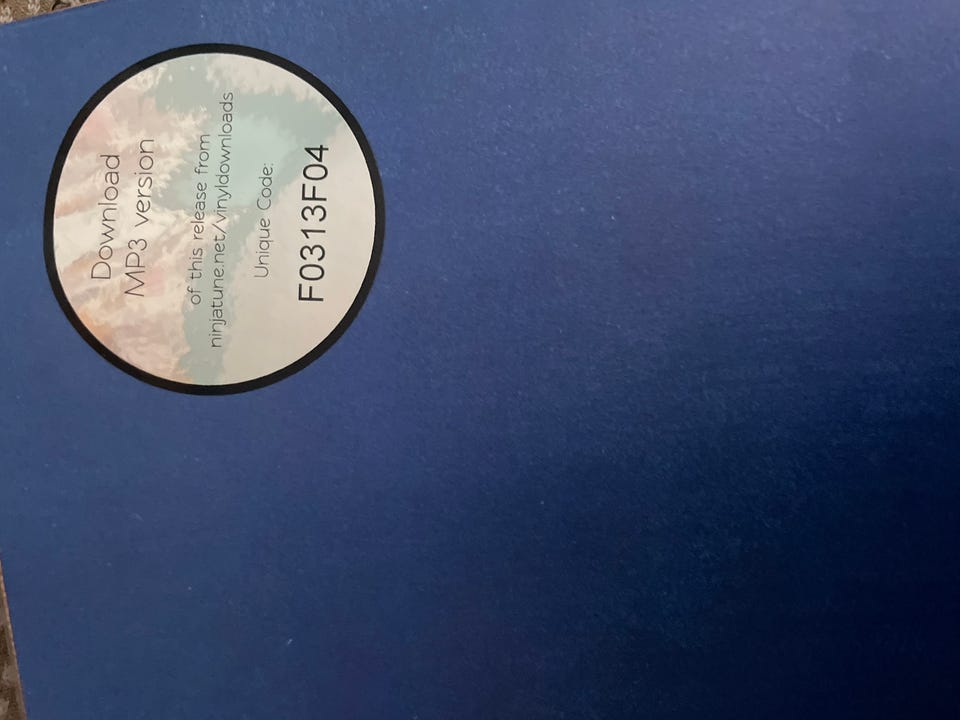 Download
MP3 version
of this release from
ninjatune.net/vinyldownloads
Unique Code:
F0313F04